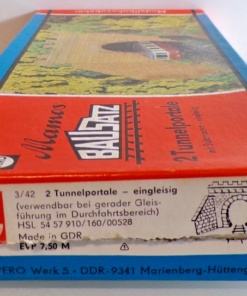 Mamos
BAUSATZ
2 Tunnelportale
3/42 2 Tunnelportale – eingleisig
(verwendbar bei gerader Gleis-
führung im Durchfahrtsbereich)
HSL 54 57 910/160/00528
Made in GDR
EVP 7,50 M
VERO Werk 5 - DDR-9341 Marienberg-Hütteng